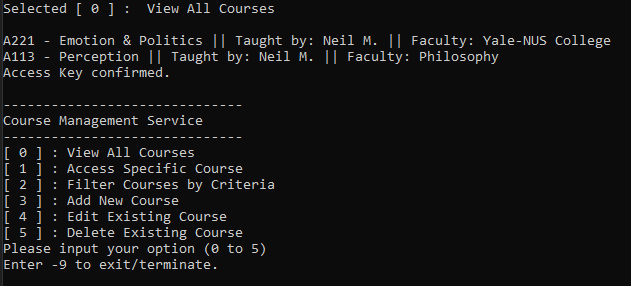 Selected [ 0 ] :  View All Courses
A221 - Emotion & Politics || Taught by: Neil M. || Faculty: Yale-NUS College
A113 - Perception || Taught by: Neil M. || Faculty: Philosophy
Access Key confirmed.
------------------------------
Course Management Service
------------------------------
[ 0 ] : View All Courses
[ 1 ] : Access Specific Course
[ 2 ] : Filter Courses by Criteria
[ 3 ] : Add New Course
[ 4 ] : Edit Existing Course
[ 5 ] : Delete Existing Course
Please input your option (0 to 5)
Enter -9 to exit/terminate.